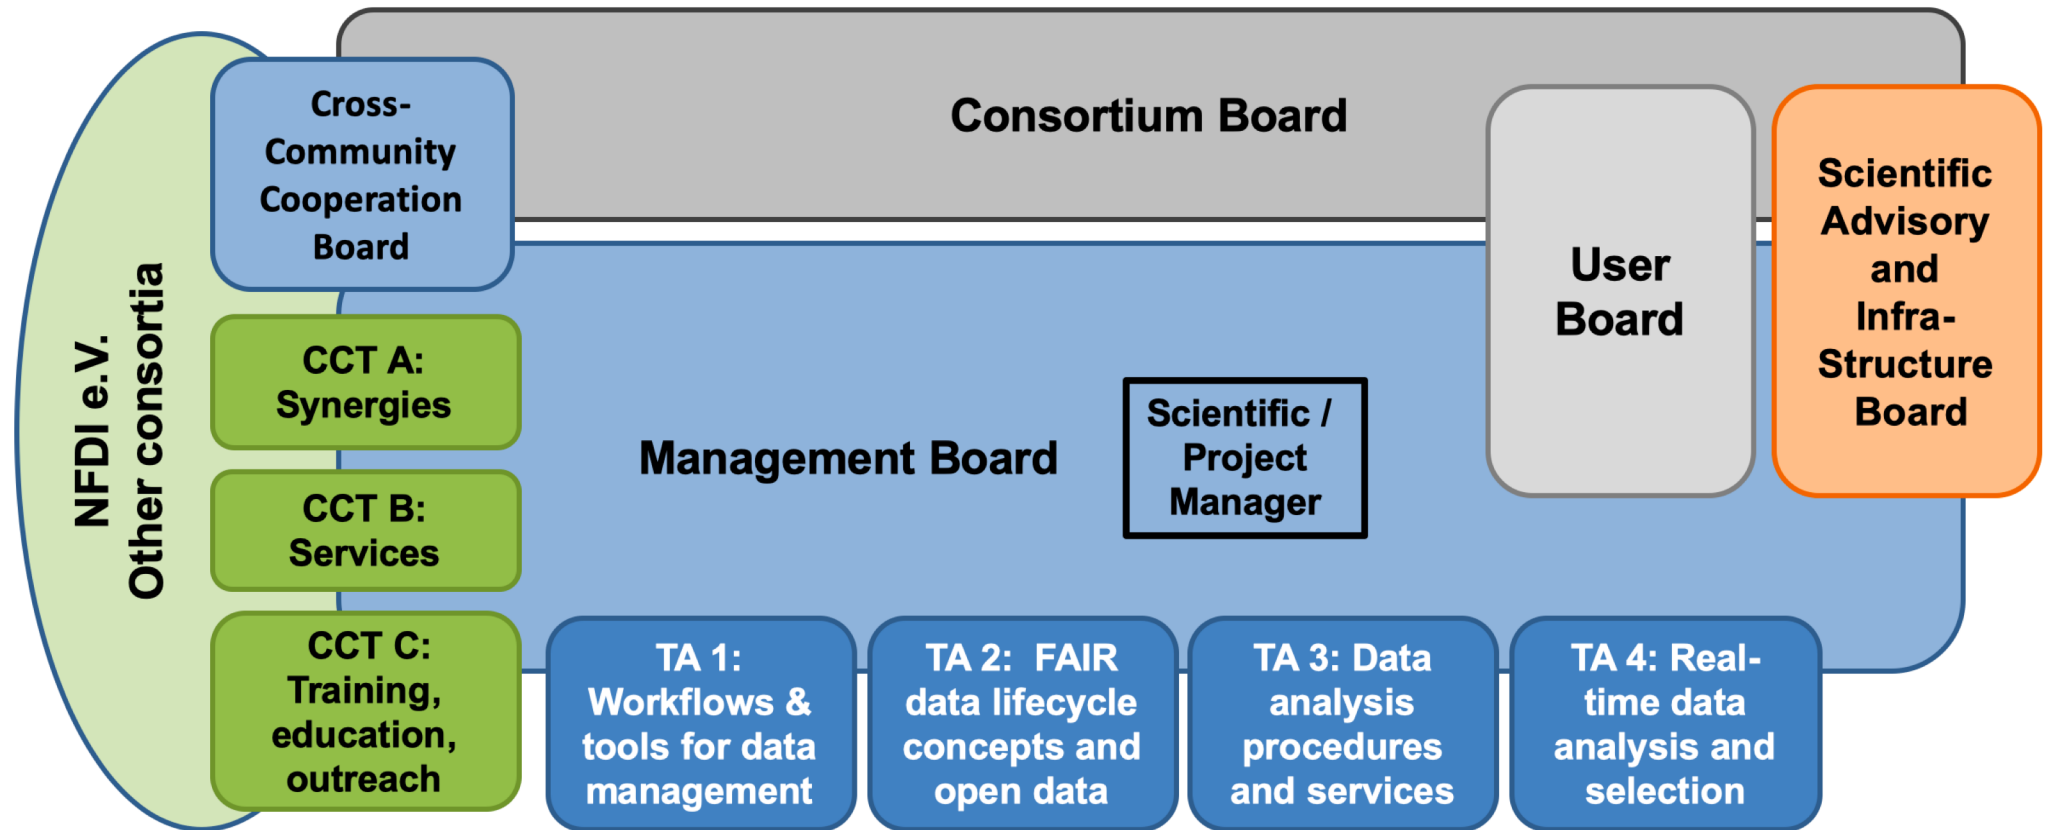 NFDI e.V.
Other consortia
Cross-
Community
Cooperation
Board
Consortium Board
User
Board
Scientific
Advisory
and
Infra-
Structure
Board
CCT A:
Synergies
CCT B:
Services
CCT C:
Training,
education,
outreach
Management Board
Scientific /
Project
Manager
TA 1:
Workflows &
tools for data
management
TA 2:  FAIR
data lifecycle
concepts and
open data
TA 3: Data
analysis
procedures
and services
TA 4: Real-
time data
analysis and
selection